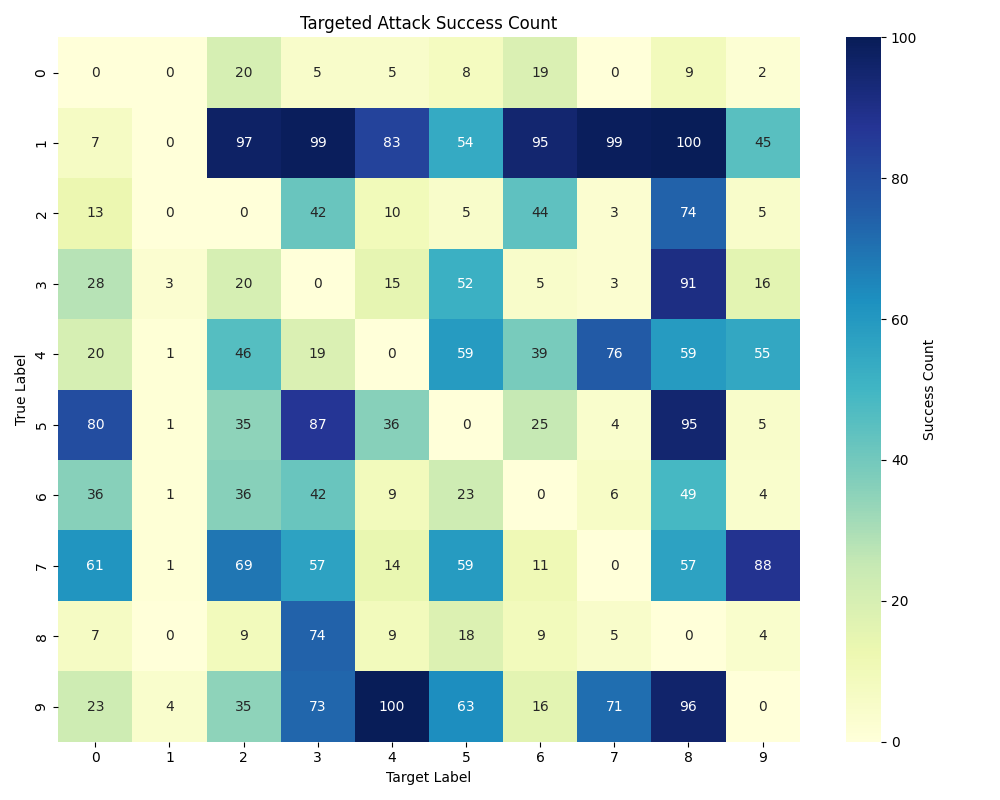 Targeted Attack Success Count
0 0 0 20 5 5 8 19 0 9 2
1 7 0 97 99 83 54 95 99 100 45
2 13 0 0 42 10 5 44 3 74 5
3 28 3 20 0 15 52 5 3 91 16
4 20 1 46 19 0 59 39 76 59 55
5 80 1 35 87 36 0 25 4 95 5
6 36 1 36 42 9 23 0 6 49 4
7 61 1 69 57 14 59 11 0 57 88
8 7 0 9 74 9 18 9 5 0 4
9 23 4 35 73 100 63 16 71 96 0
0 1 2 3 4 5 6 7 8 9
Target Label
True Label
100
80
60
40
20
0
Success Count